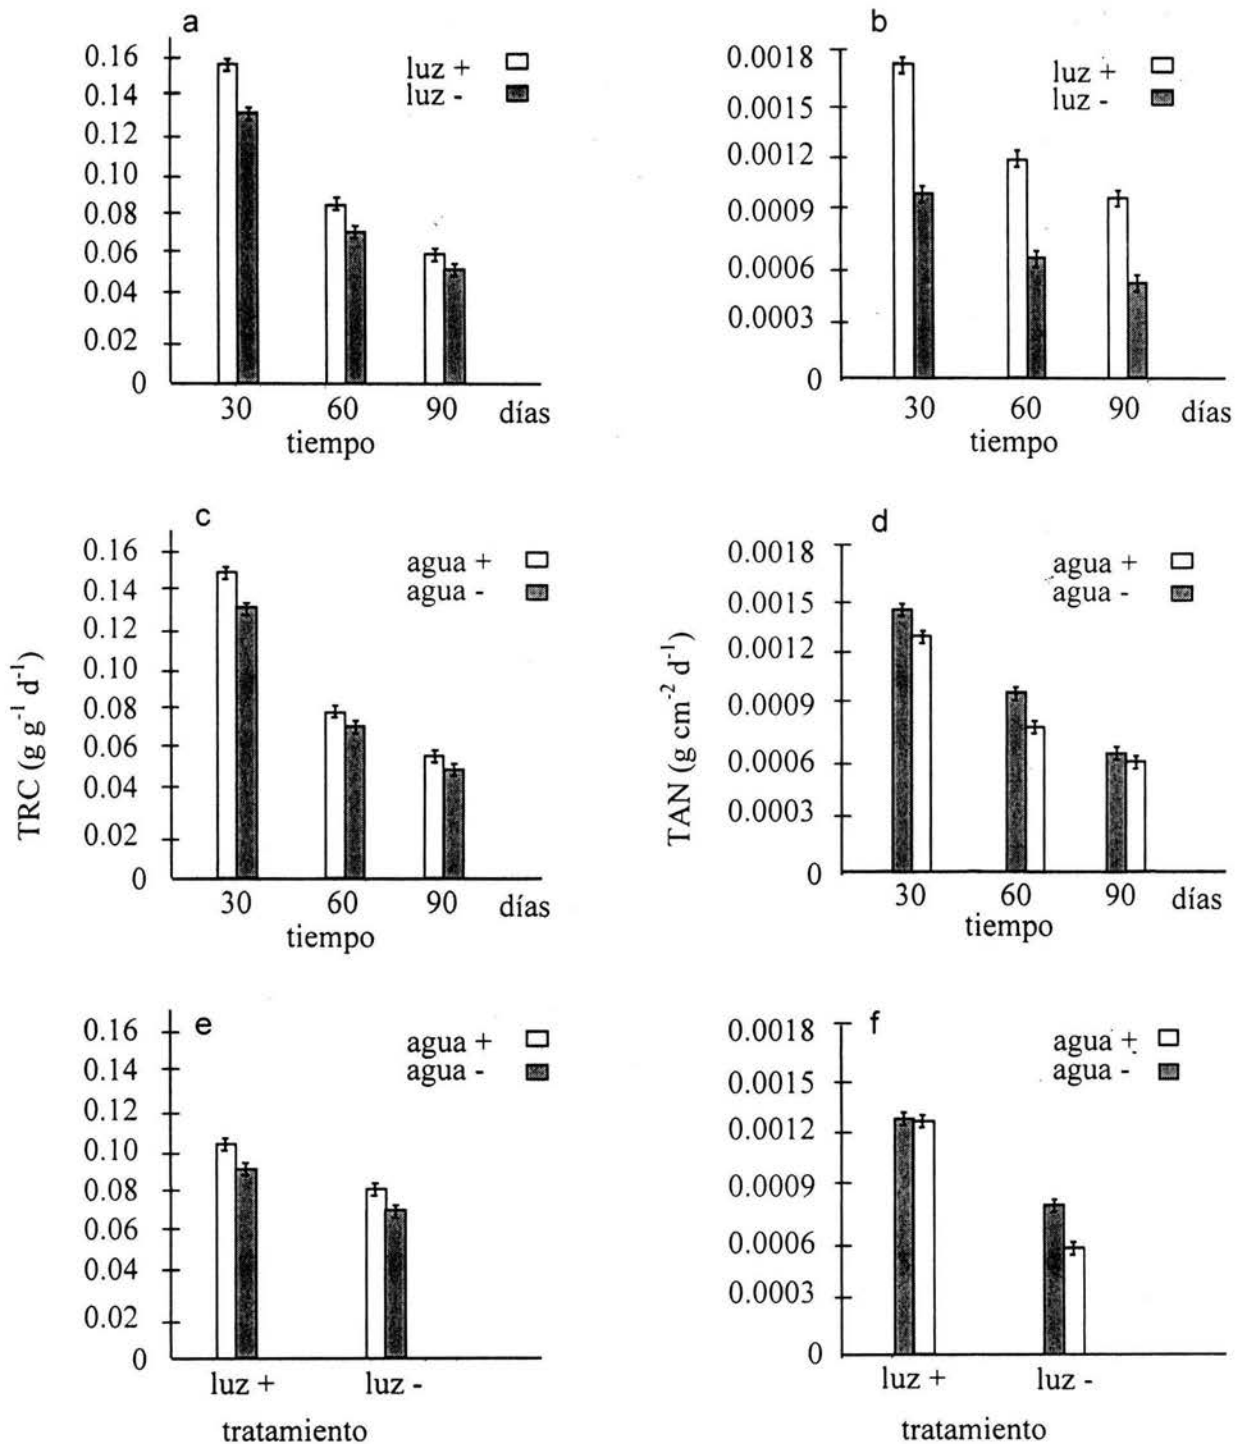 a
0.16
0.14
0.12
0.10
0.08
0.06
0.04
0.02
0
luz +
luz -
30 60 90 días
tiempo
b
0.0018
0.0015
0.0012
0.0009
0.0006
0.0003
0
luz +
luz -
30 60 90 días
tiempo
TRC (g g⁻¹ d⁻¹)
c
0.16
0.14
0.12
0.10
0.08
0.06
0.04
0.02
0
agua +
agua -
30 60 90 días
tiempo
TAN (g cm⁻² d⁻¹)
d
0.0018
0.0015
0.0012
0.0009
0.0006
0.0003
0
agua +
agua -
30 60 90 días
tiempo
e
0.16
0.14
0.12
0.10
0.08
0.06
0.04
0.02
0
agua +
agua -
luz + luz -
tratamiento
f
0.0018
0.0015
0.0012
0.0009
0.0006
0.0003
0
agua +
agua -
luz + luz -
tratamiento